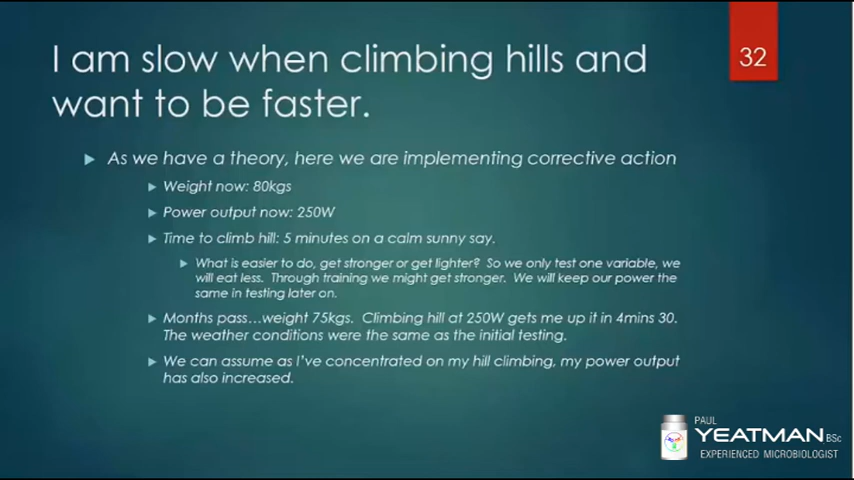 I am slow when climbing hills and
want to be faster.
32
As we have a theory, here we are implementing corrective action
Weight now: 80kgs
Power output now: 250W
Time to climb hill: 5 minutes on a calm sunny say.
What is easier to do, get stronger or get lighter? So we only test one variable, we
will eat less. Through training we might get stronger. We will keep our power the
same in testing later on.
Months pass...weight 75kgs. Climbing hill at 250W gets me up it in 4mins 30.
The weather conditions were the same as the initial testing.
We can assume as I've concentrated on my hill climbing, my power output
has also increased.
PAUL
YEATMAN BSc
EXPERIENCED MICROBIOLOGIST